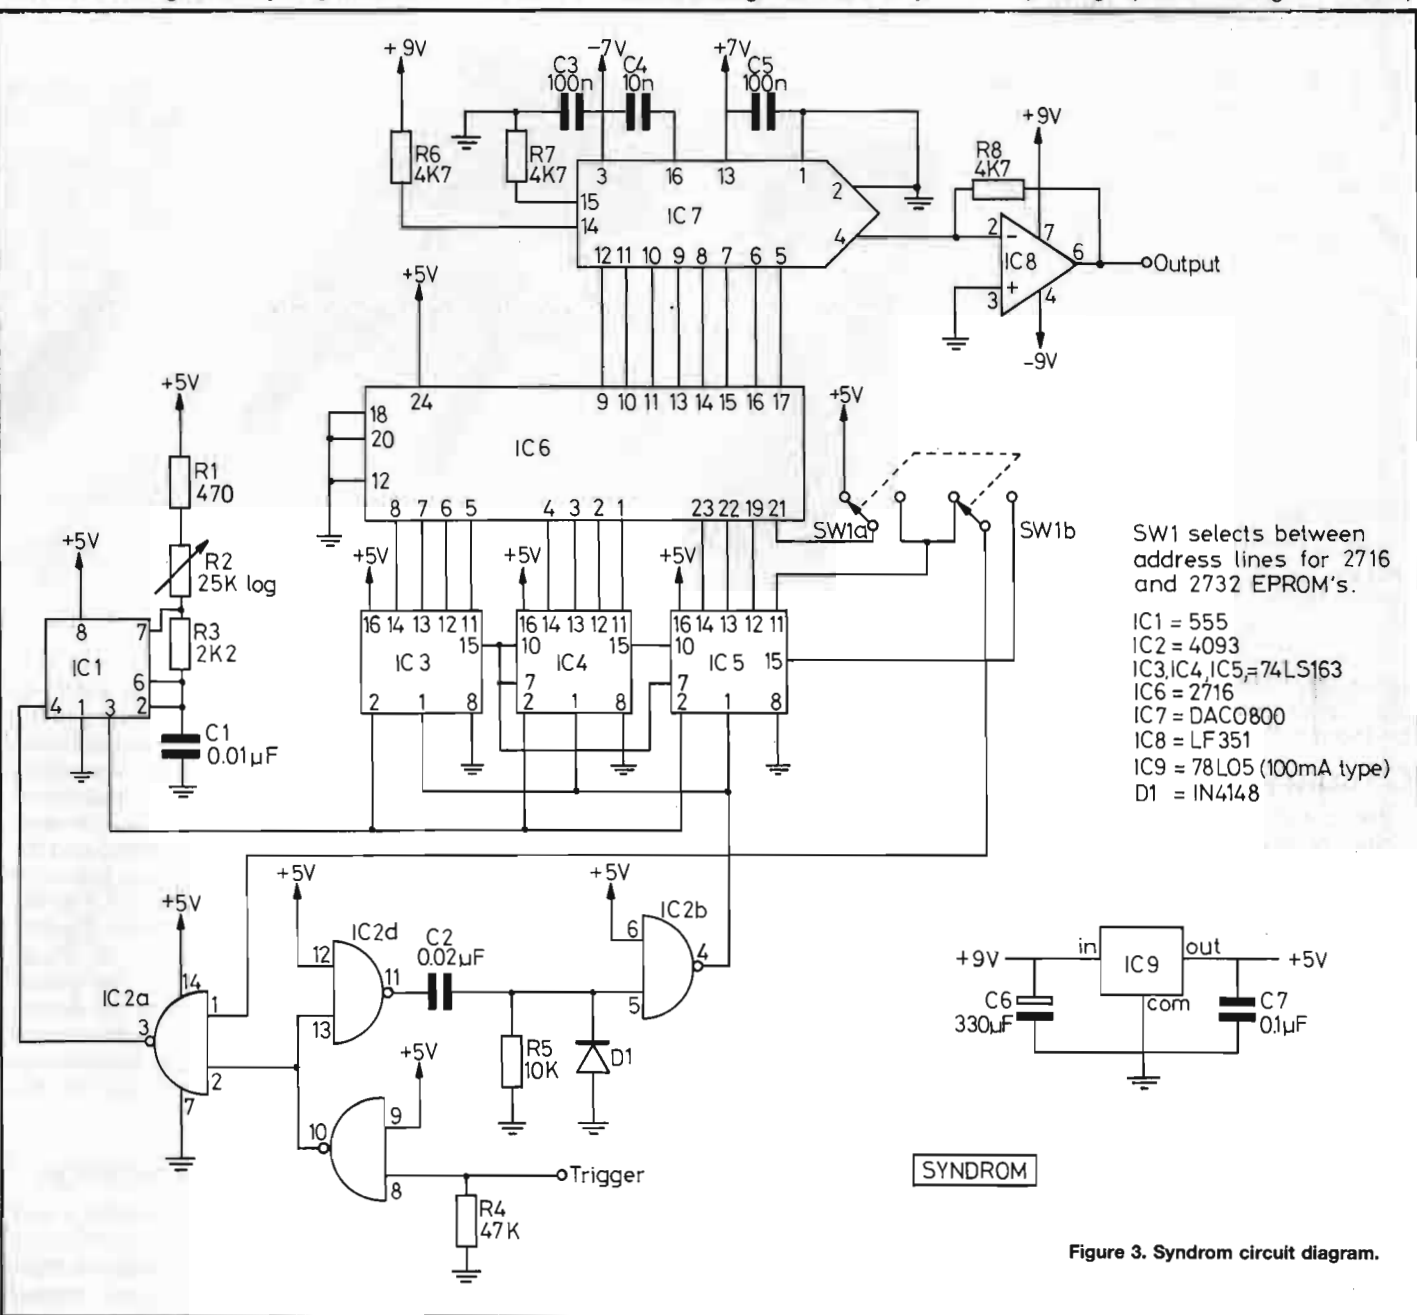 +9V
-7V
+7V
C3
100n
C4
10n
C5
100n
+9V
R6
4K7
R7
4K7
R8
4K7
3 16 13 1
2
15
14
IC7
4
12 11 10 9 8 7 6 5
2 - 7
IC8
6
Output
3 + 4
-9V
+5V
24
9 10 11 13 14 15 16 17
18
20
12
IC6
8 7 6 5 4 3 2 1 23 22 19 21
+5V
SW1a
SW1b
+5V
R1
470
R2
25K log
R3
2K2
+5V
8
7
IC1
6
2
4 1 3
C1
0.01µF
+5V
16 14 13 12 11
15
IC3
2 1 8
+5V
16 14 13 12 11
10 15
IC4
7
2 1 8
+5V
16 14 13 12 11
10
IC5
15
7
2 1 8
SW1 selects between
address lines for 2716
and 2732 EPROM's.
IC1 = 555
IC2 = 4093
IC3,IC4,IC5,=74LS163
IC6 = 2716
IC7 = DAC0800
IC8 = LF351
IC9 = 78L05 (100mA type)
D1 = IN4148
+5V
14
IC2a
1
3
2
7
+5V
IC2d
12
11
13
C2
0.02µF
+5V
IC2b
6
4
5
R5
10K
D1
+5V
9
10
8
Trigger
R4
47K
+9V
in
IC9
out
+5V
com
C6
330µF
C7
0.1µF
SYNDROM
Figure 3. Syndrom circuit diagram.